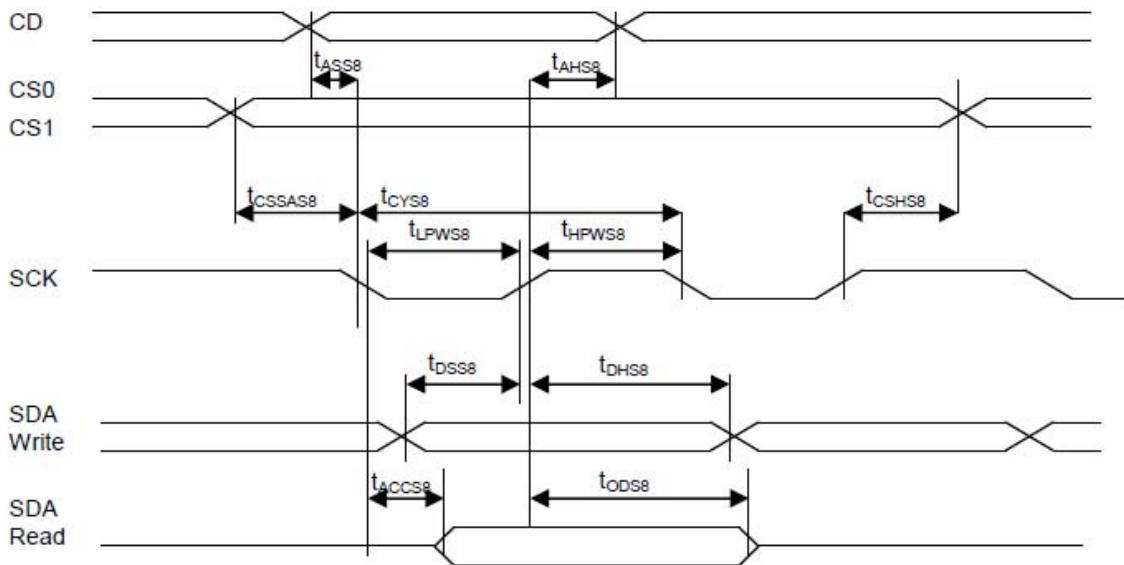 CD
tASS8 tAHS8
CS0
CS1
tCSSAS8 tCYS8 tCSHS8
tLPWS8 tHPWS8
SCK
tDSS8 tDHS8
SDA
Write
tACCS8 tODS8
SDA
Read